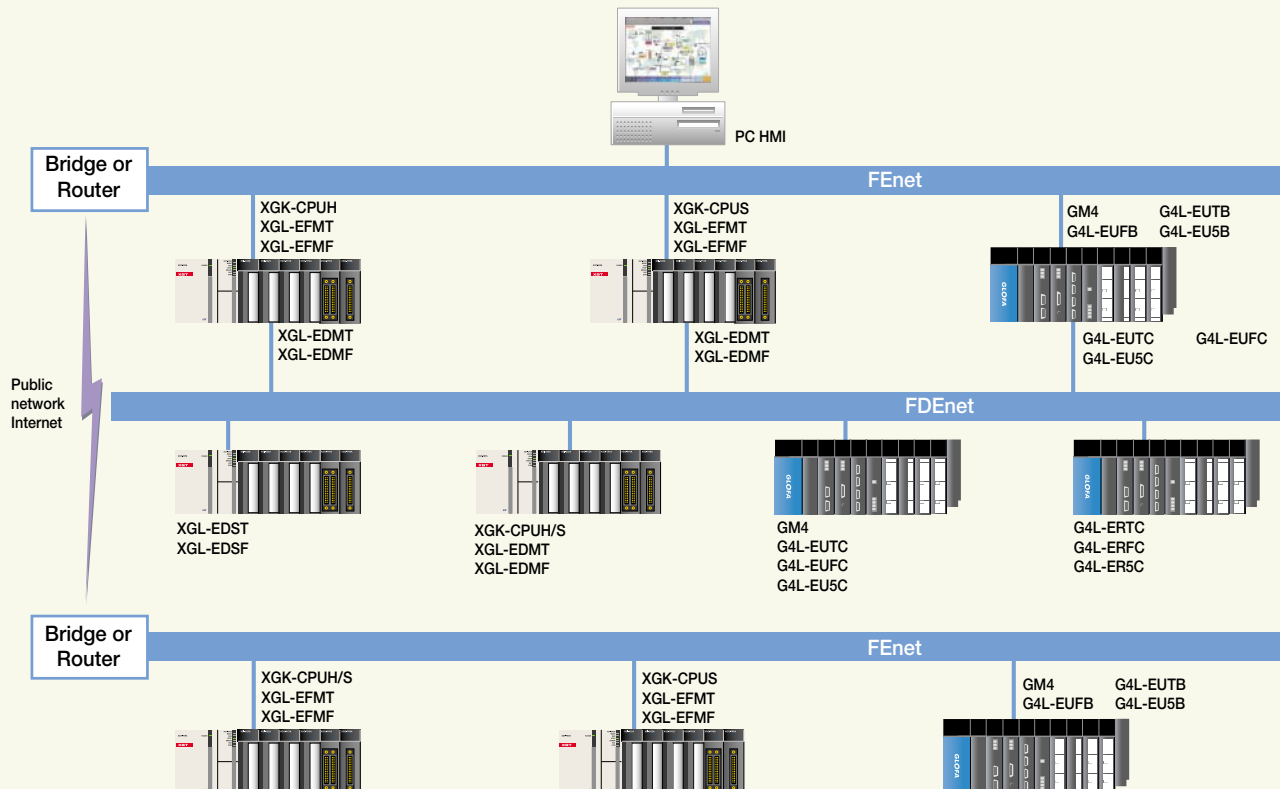 PC HMI
Bridge or
Router
FEnet
XGK-CPUH
XGL-EFMT
XGL-EFMF
XGK-CPUS
XGL-EFMT
XGL-EFMF
GM4 G4L-EUTB
G4L-EUFB G4L-EU5B
GLOFA
XGL-EDMT
XGL-EDMF
XGL-EDMT
XGL-EDMF
G4L-EUTC G4L-EUFC
G4L-EU5C
Public
network
Internet
FDEnet
GLOFA
GLOFA
XGL-EDST
XGL-EDSF
XGK-CPUH/S
XGL-EDMT
XGL-EDMF
GM4
G4L-EUTC
G4L-EUFC
G4L-EU5C
G4L-ERTC
G4L-ERFC
G4L-ER5C
Bridge or
Router
FEnet
XGK-CPUH/S
XGL-EFMT
XGL-EFMF
XGK-CPUS
XGL-EFMT
XGL-EFMF
GM4 G4L-EUTB
G4L-EUFB G4L-EU5B
GLOFA